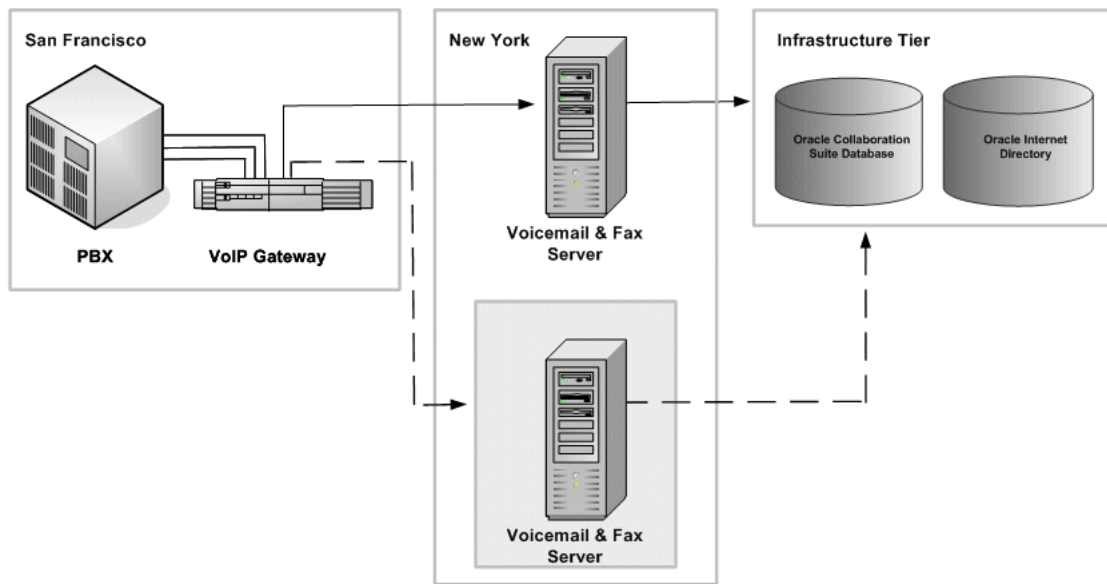 San Francisco
PBX
VoIP Gateway
New York
Voicemail & Fax
Server
Voicemail & Fax
Server
Infrastructure Tier
Oracle Collaboration
Suite Database
Oracle Internet
Directory